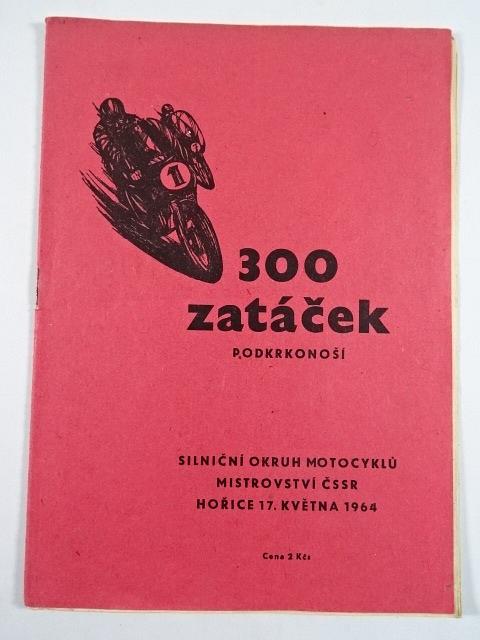 1
300
zatáček
PODKRKONOŠÍ
SILNIČNÍ OKRUH MOTOCYKLŮ
MISTROVSTVÍ ČSSR
HOŘICE 17. KVĚTNA 1964
Cena 2 Kčs